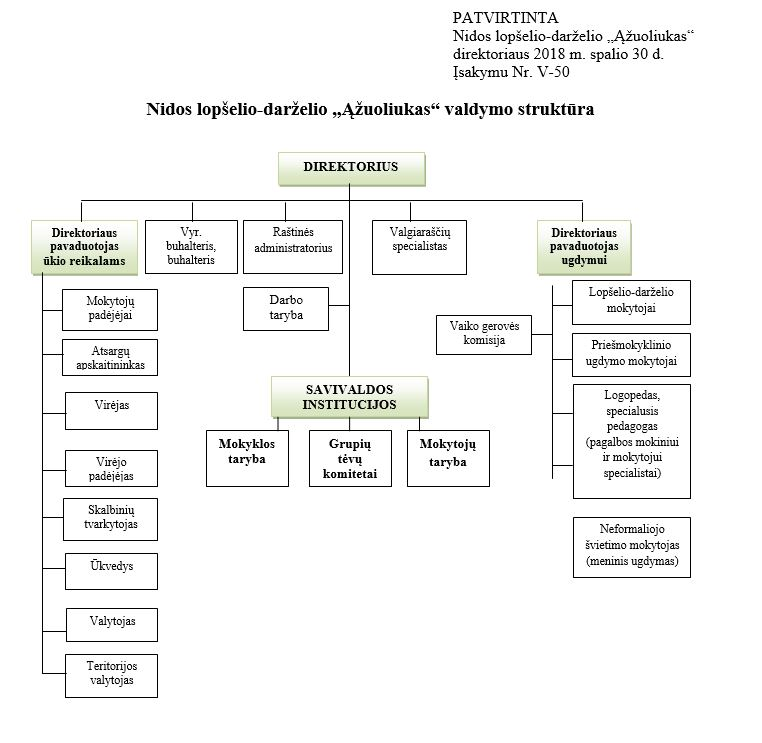 PATVIRTINTA
Nidos lopšelio-darželio „Ąžuoliukas“
direktoriaus 2018 m. spalio 30 d.
Įsakymu Nr. V-50
Nidos lopšelio-darželio „Ąžuoliukas“ valdymo struktūra
DIREKTORIUS
Direktoriaus
pavaduotojas
ūkio reikalams
Vyr.
buhalteris,
buhalteris
Raštinės
administratorius
Valgiaraščių
specialistas
Direktoriaus
pavaduotojas
ugdymui
Mokytojų
padėjėjai
Atsargų
apskaitininkas
Virėjas
Virėjo
padėjėjas
Skalbinių
tvarkytojas
Ūkvedys
Valytojas
Teritorijos
valytojas
Darbo
taryba
SAVIVALDOS
INSTITUCIJOS
Mokyklos
taryba
Grupių
tėvų
komitetai
Mokytojų
taryba
Vaiko gerovės
komisija
Lopšelio-darželio
mokytojai
Priešmokyklinio
ugdymo mokytojai
Logopedas,
specialusis
pedagogas
(pagalbos mokiniui
ir mokytojui
specialistai)
Neformaliojo
švietimo mokytojas
(meninis ugdymas)